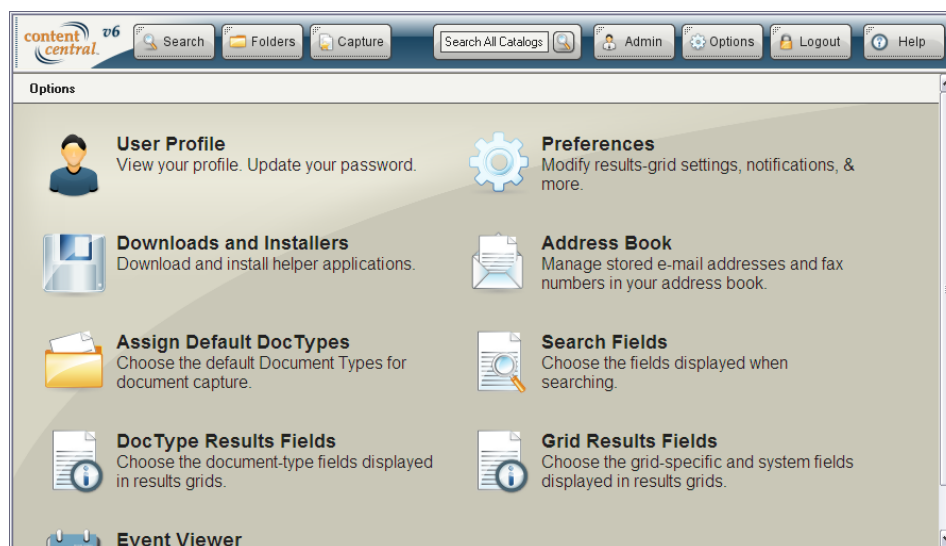 content central. v6
Search
Folders
Capture
Search All Catalogs
Admin
Options
Logout
Help
Options
User Profile
View your profile. Update your password.
Preferences
Modify results-grid settings, notifications, &
more.
Downloads and Installers
Download and install helper applications.
Address Book
Manage stored e-mail addresses and fax
numbers in your address book.
Assign Default DocTypes
Choose the default Document Types for
document capture.
Search Fields
Choose the fields displayed when
searching.
DocType Results Fields
Choose the document-type fields displayed
in results grids.
Grid Results Fields
Choose the grid-specific and system fields
displayed in results grids.
Event Viewer